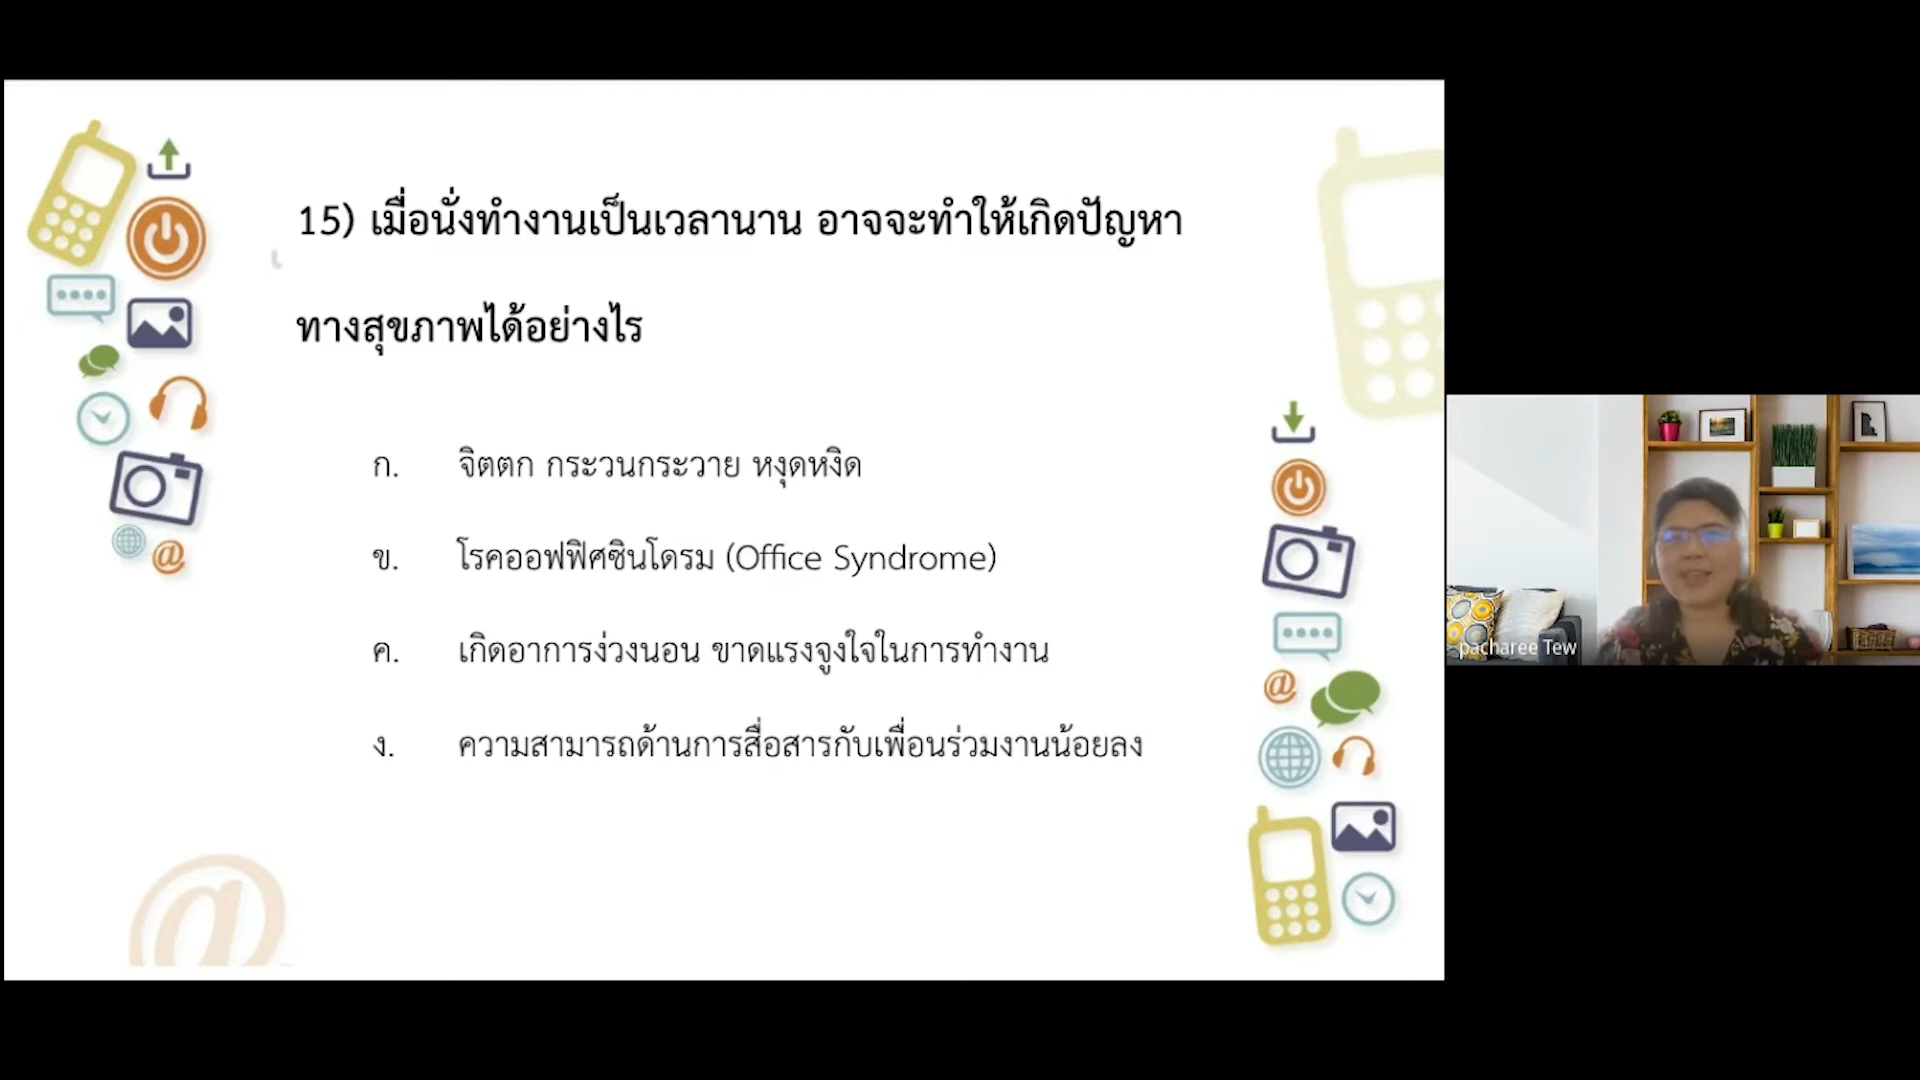 15) เมื่อนั่งทำงานเป็นเวลานาน อาจจะทำให้เกิดปัญหา
ทางสุขภาพได้อย่างไร
ก. จิตตก กระวนกระวาย หงุดหงิด
ข. โรคออฟฟิศซินโดรม (Office Syndrome)
ค. เกิดอาการง่วงนอน ขาดแรงจูงใจในการทำงาน
ง. ความสามารถด้านการสื่อสารกับเพื่อนร่วมงานน้อยลง
pacharee Tew